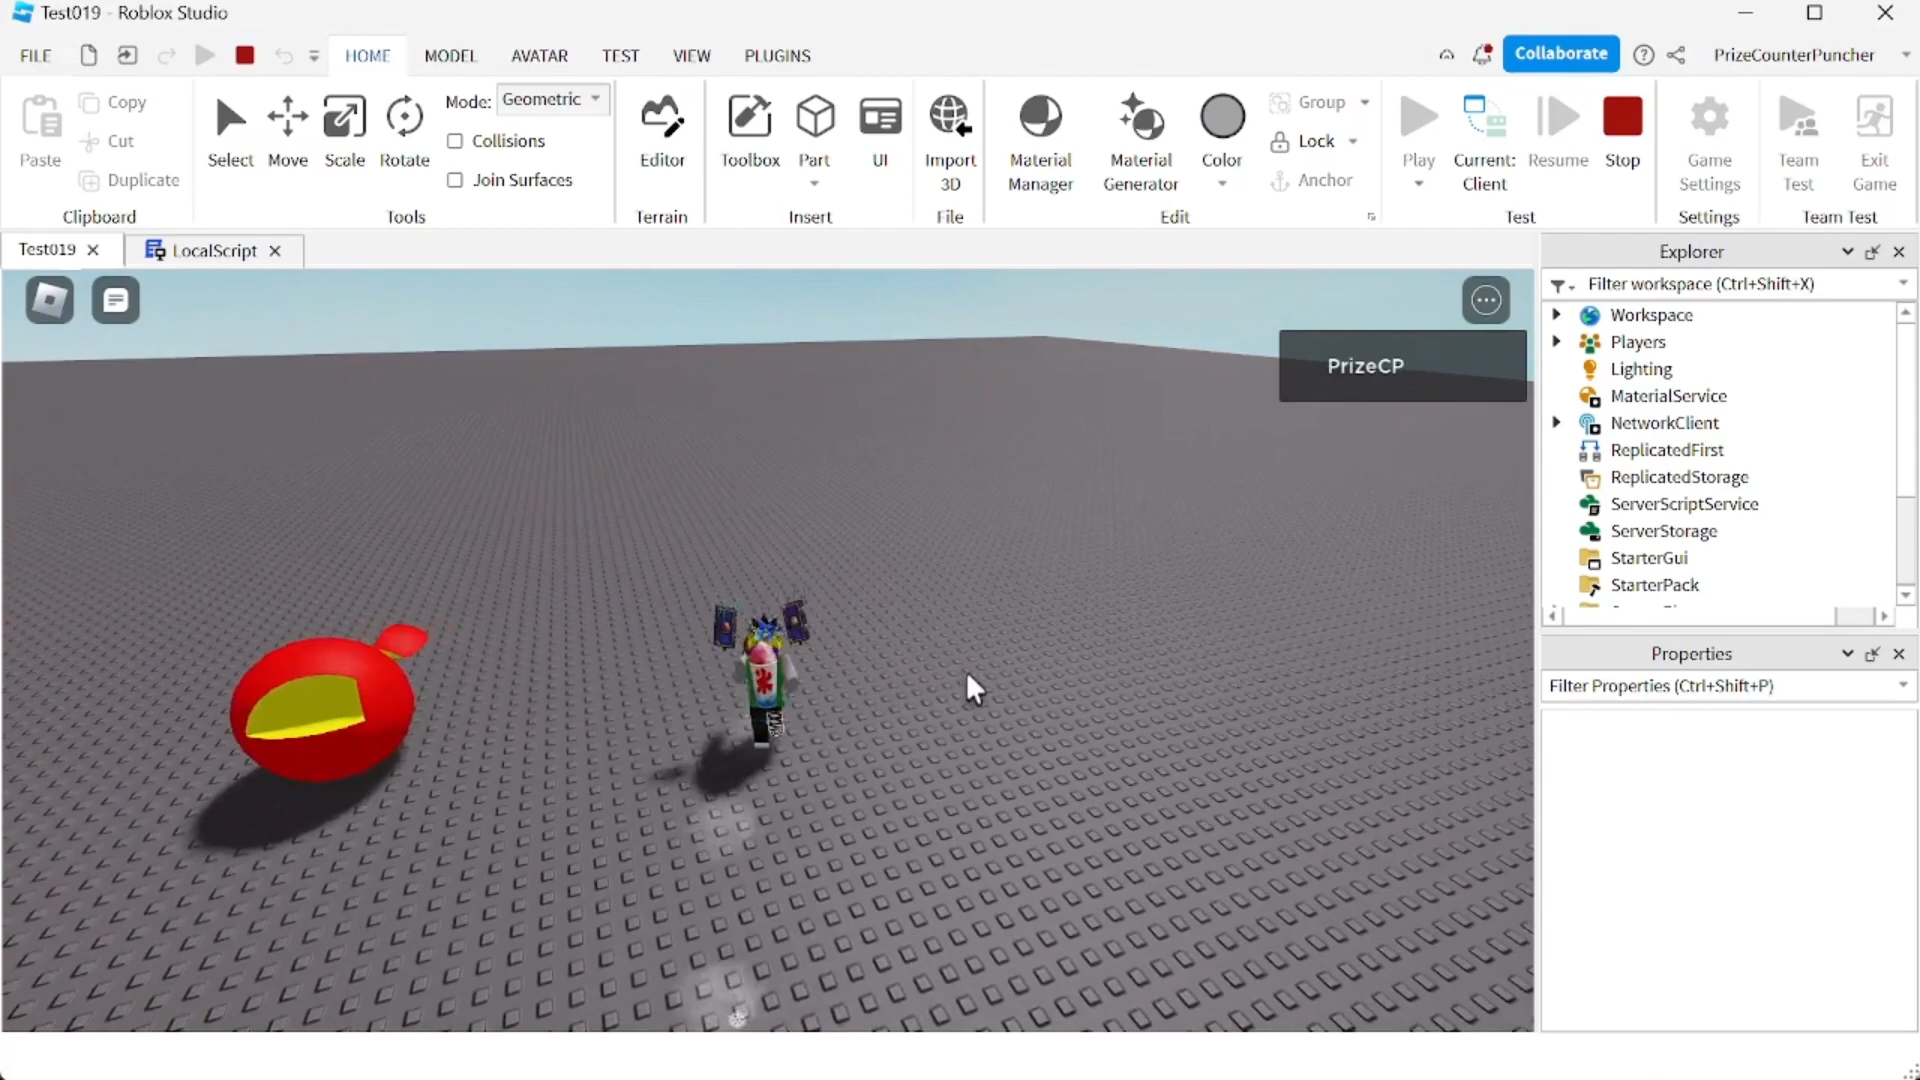 Test019 - Roblox Studio
FILE
HOME
MODEL
AVATAR
TEST
VIEW
PLUGINS
Collaborate
PrizeCounterPuncher
Paste
Copy
Cut
Duplicate
Clipboard
Select
Move
Scale
Rotate
Mode: Geometric
Collisions
Join Surfaces
Tools
Editor
Terrain
Toolbox
Part
UI
Insert
Import
3D
File
Material
Manager
Material
Generator
Color
Group
Lock
Anchor
Edit
Play
Current:
Client
Resume
Stop
Test
Game
Settings
Settings
Team
Test
Exit
Game
Team Test
Test019
LocalScript
PrizeCP
氷
Explorer
Filter workspace (Ctrl+Shift+X)
Workspace
Players
Lighting
MaterialService
NetworkClient
ReplicatedFirst
ReplicatedStorage
ServerScriptService
ServerStorage
StarterGui
StarterPack
Properties
Filter Properties (Ctrl+Shift+P)